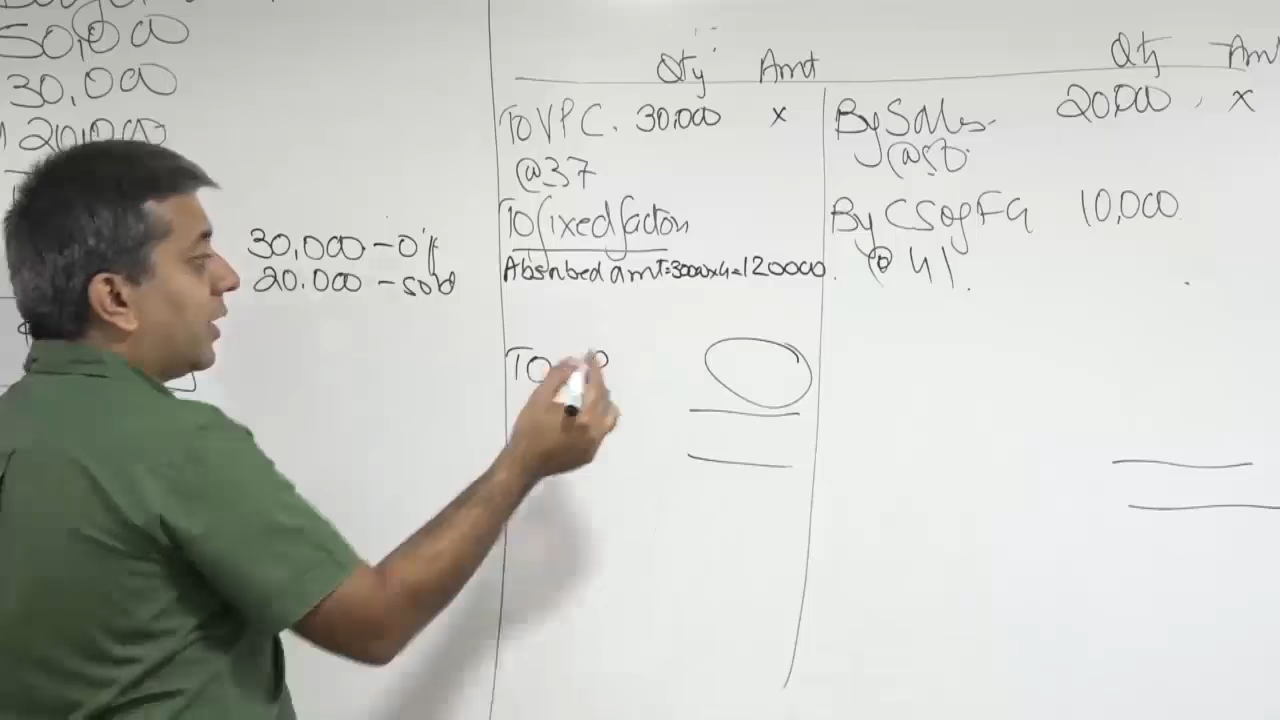 50,000
30,000
20,000
30,000 - o/p
20,000 - sold
Qty Amt
To VPC. 30,000 x
@37
To fixed factory
Absorbed amt=30000x4=120000.
To
Qty Amt
By Sales 20,000 x
@50
By CS of FG 10,000
@ 41